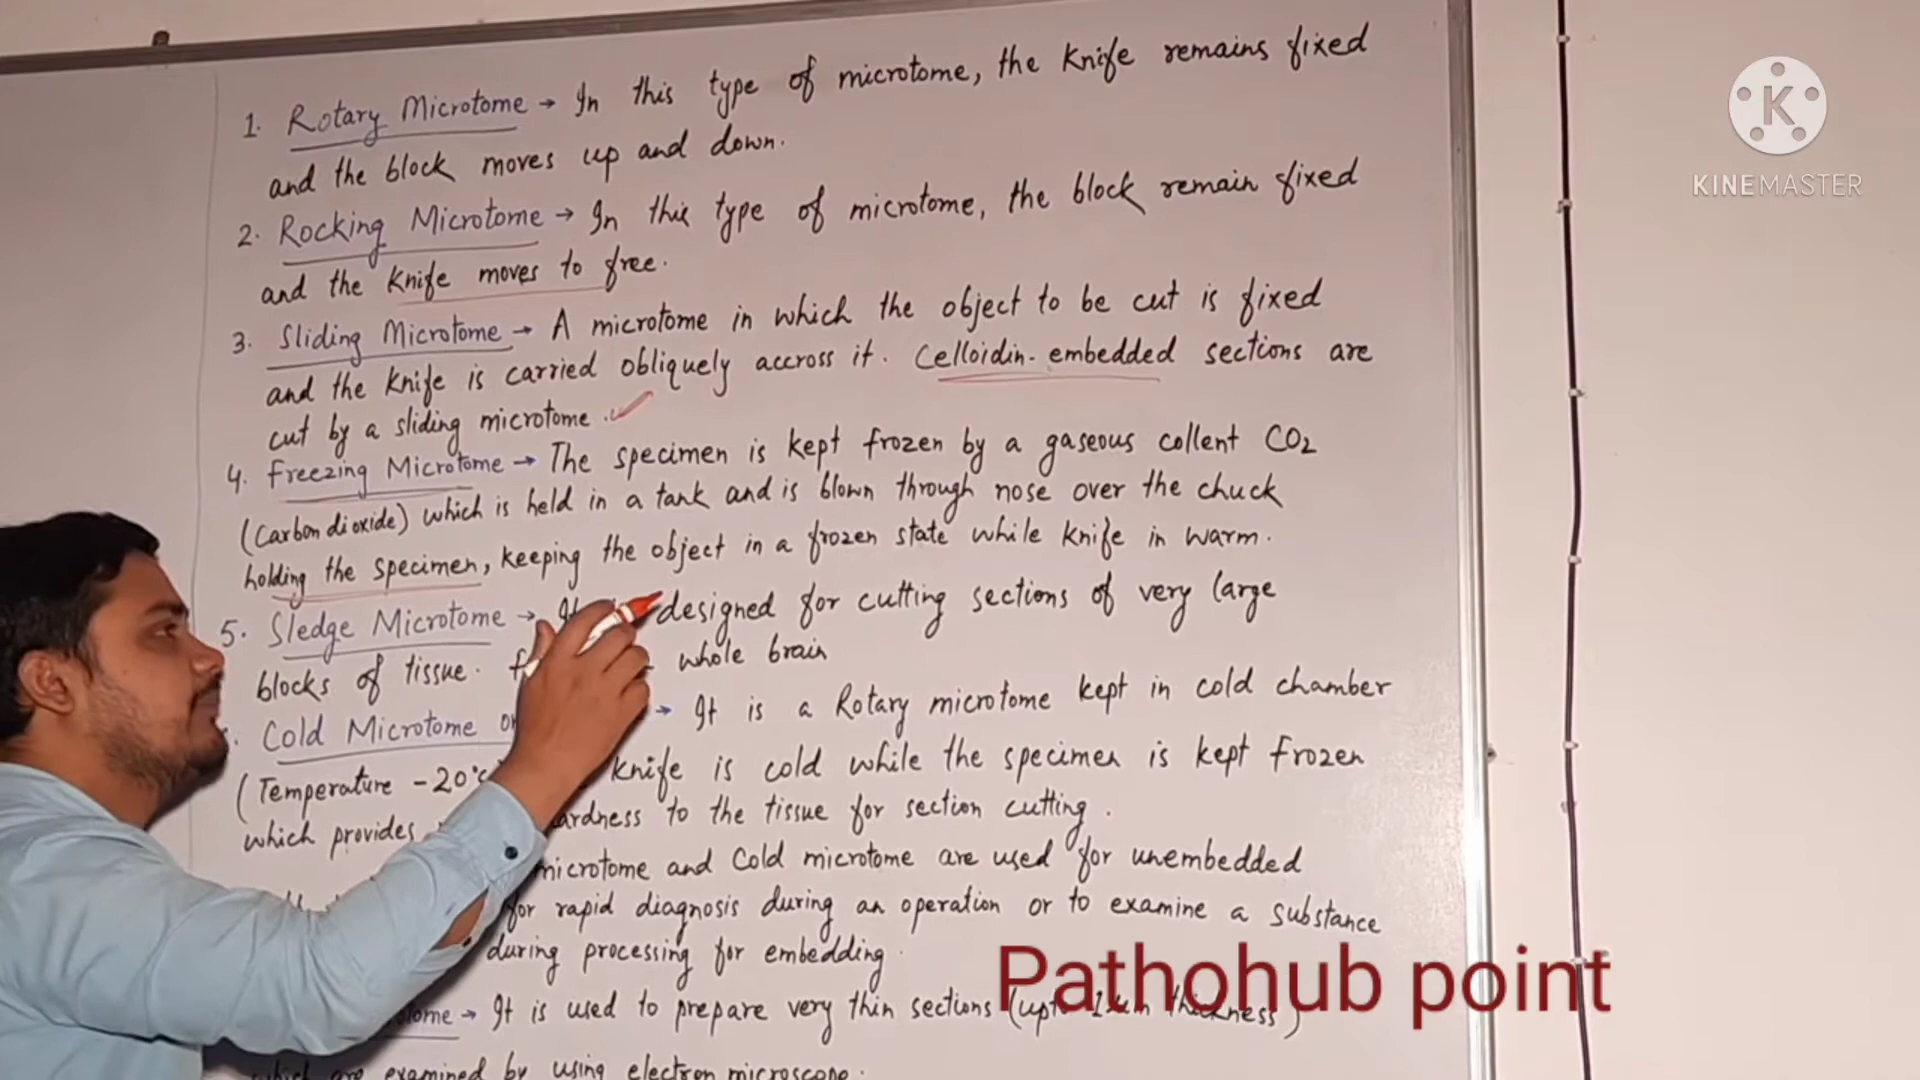 1. Rotary Microtome → In this type of microtome, the Knife remains fixed
and the block moves up and down.
2. Rocking Microtome → In this type of microtome, the block remain fixed
and the Knife moves to free.
3. Sliding Microtome → A microtome in which the object to be cut is fixed
and the Knife is carried obliquely accross it. Celloidin-embedded sections are
cut by a sliding microtome.
4. Freezing Microtome → The specimen is kept frozen by a gaseous collent CO2
(Carbon dioxide) which is held in a tank and is blown through nose over the chuck
holding the specimen, keeping the object in a frozen state while Knife in warm.
5. Sledge Microtome → designed for cutting sections of very large
blocks of tissue. whole brain
Cold Microtome → It is a Rotary microtome kept in cold chamber
(Temperature -20°C knife is cold while the specimen is kept frozen
which provides to the tissue for section cutting.
microtome and Cold microtome are used for unembedded
for rapid diagnosis during an operation or to examine a substance
during processing for embedding.
→ It is used to prepare very thin sections (upto thickness)
which are examined by using electron microscope.
K
KINEMASTER
Pathohub point